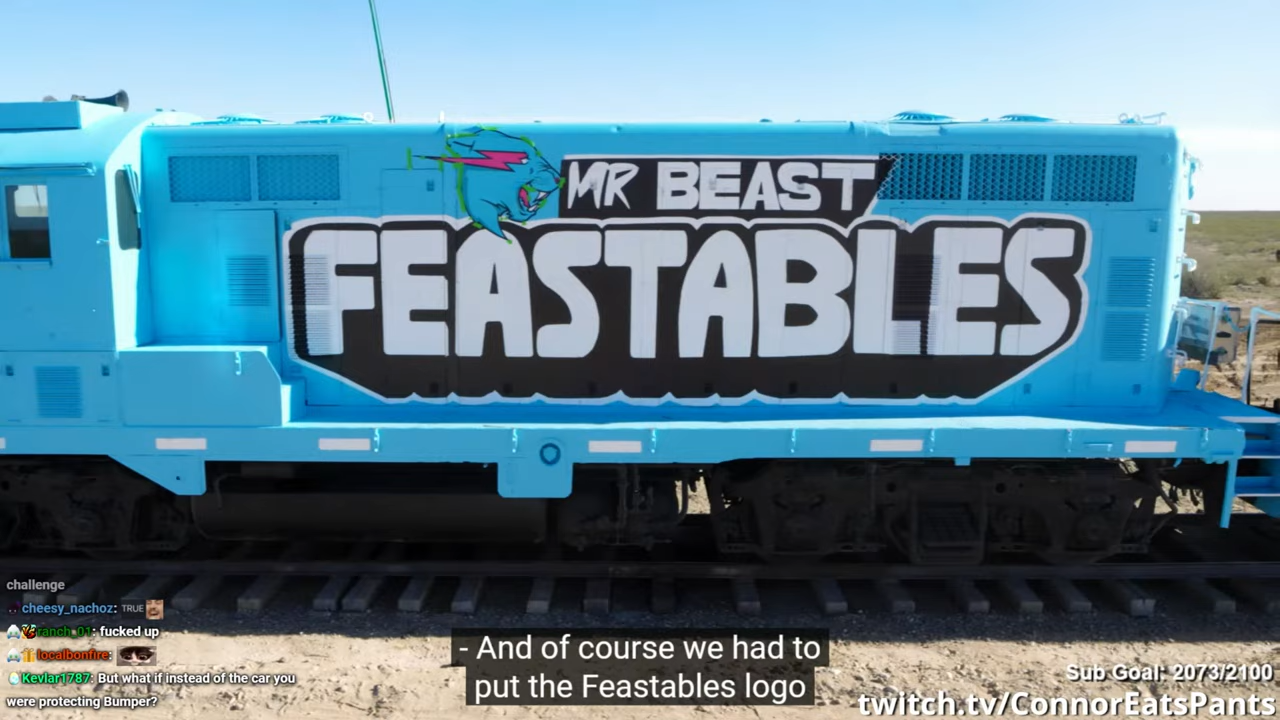 MR BEAST
FEASTABLES
challenge
cheesy_nachoz: TRUE
ranch_01: fucked up
localbonfire:
Kevlar1787: But what if instead of the car you
were protecting Bumper?
- And of course we had to
put the Feastables logo
Sub Goal: 2073/2100
twitch.tv/ConnorEatsPants